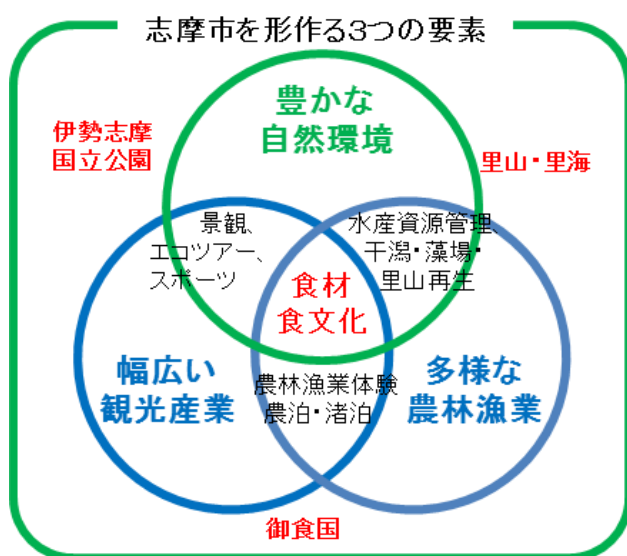 志摩市を形作る3つの要素
豊かな
自然環境
伊勢志摩
国立公園
里山・里海
景観、
エコツアー、
スポーツ
水産資源管理、
干潟・藻場・
里山再生
食材
食文化
幅広い
観光産業
農林漁業体験
農泊・渚泊
多様な
農林漁業
御食国